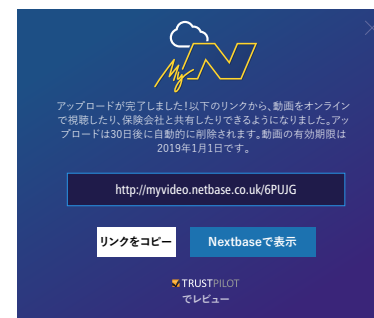 My N
アップロードが完了しました!以下のリンクから、動画をオンライン
で視聴したり、保険会社と共有したりできるようになりました。アッ
プロードは30日後に自動的に削除されます。動画の有効期限は
2019年1月1日です。
http://myvideo.netbase.co.uk/6PUJG
リンクをコピー
Nextbaseで表示
TRUSTPILOT
でレビュー